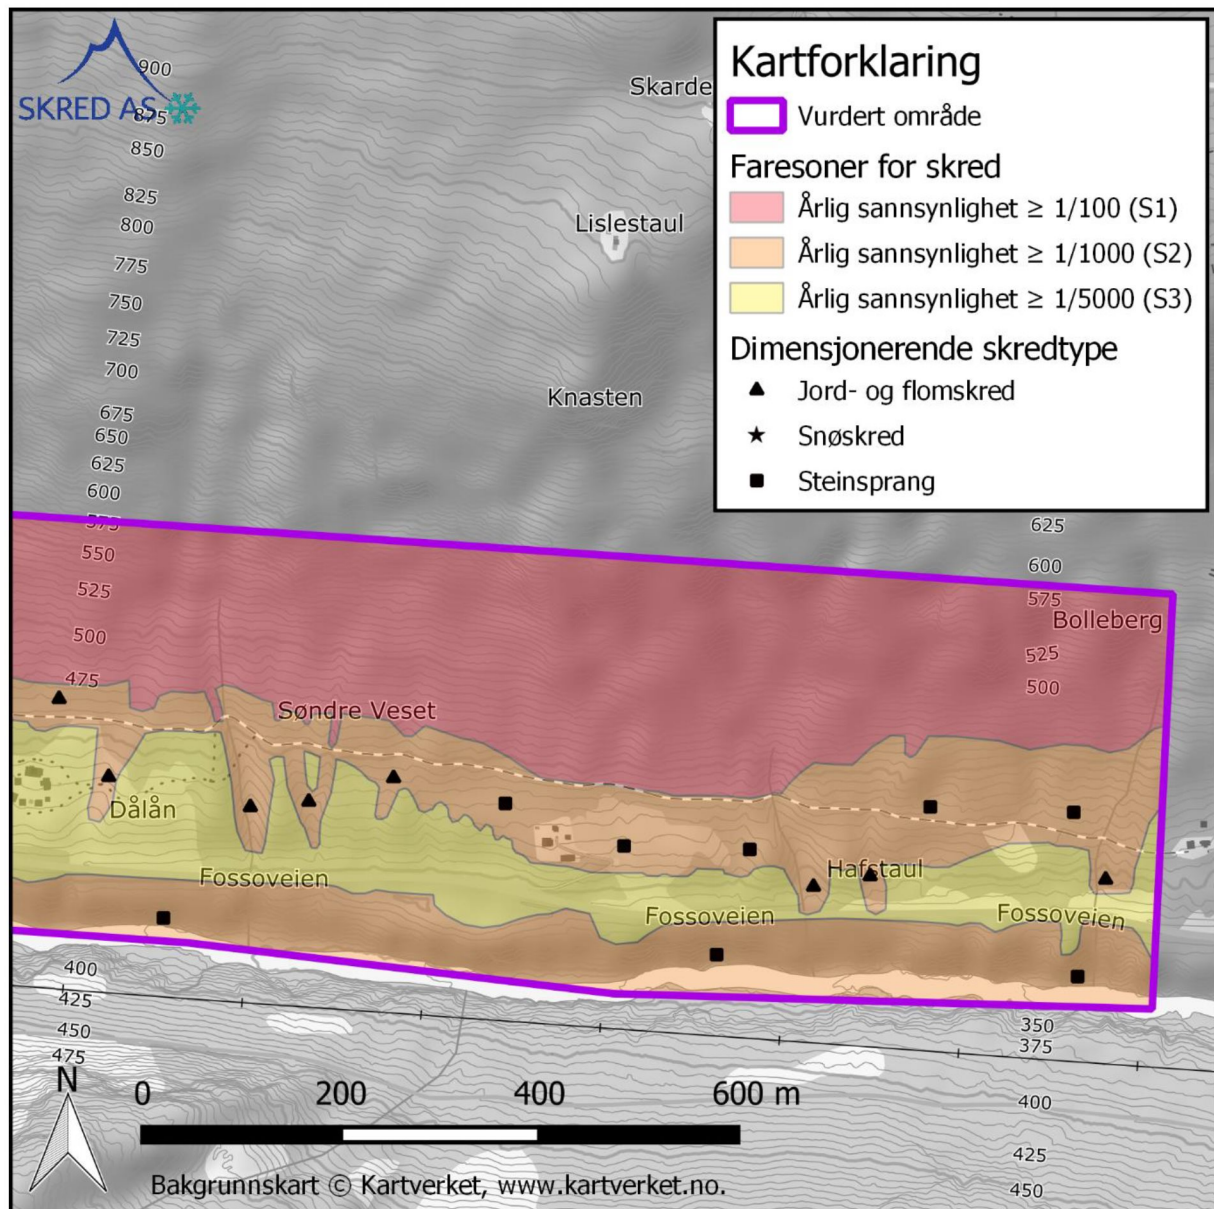 SKRED AS
Kartforklaring
Vurdert område
Faresoner for skred
Årlig sannsynlighet ≥ 1/100 (S1)
Årlig sannsynlighet ≥ 1/1000 (S2)
Årlig sannsynlighet ≥ 1/5000 (S3)
Dimensjonerende skredtype
Jord- og flomskred
Snøskred
Steinsprang
900
875
850
825
800
775
750
725
700
675
650
625
600
575
550
525
500
475
Skarde
Lislestaul
Knasten
625
600
575
Bolleberg
525
500
Søndre Veset
Dålån
Fossoveien
Hafstaul
Fossoveien
Fossoveien
400
425
450
475
350
375
400
425
450
N
0 200 400 600 m
Bakgrunnskart © Kartverket, www.kartverket.no.